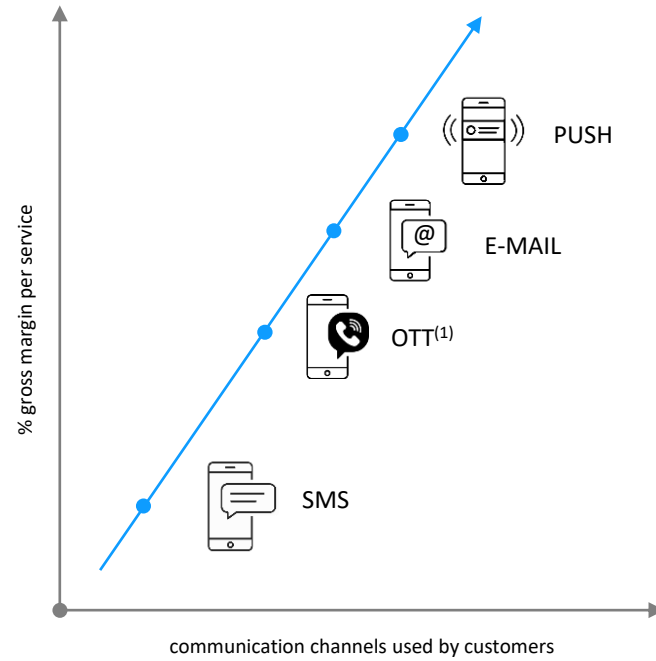 PUSH
@
E-MAIL
OTT(1)
SMS
% gross margin per service
communication channels used by customers